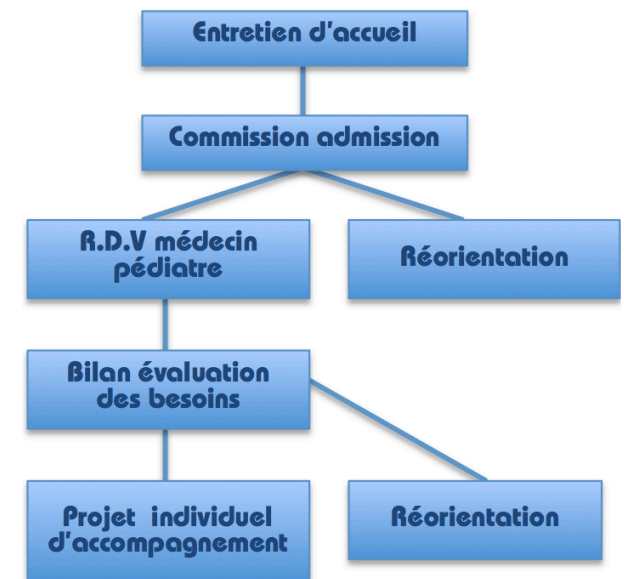 Entretien d'accueil
Commission admission
R.D.V médecin
pédiatre
Réorientation
Bilan évaluation
des besoins
Projet individuel
d'accompagnement
Réorientation